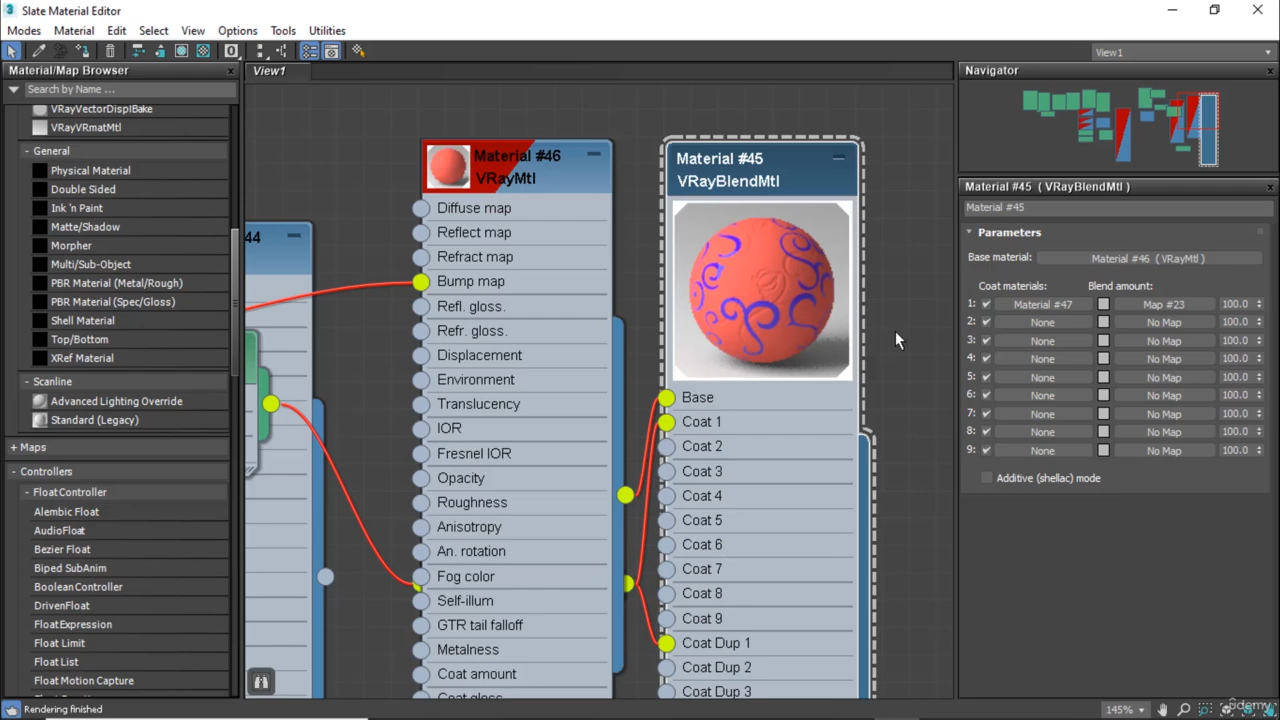 Slate Material Editor
Modes Material Edit Select View Options Tools Utilities
View1
Material/Map Browser
Search by Name ...
VRayVectorDisplBake
VRayVRmatMtl
- General
Physical Material
Double Sided
Ink 'n Paint
Matte/Shadow
Morpher
Multi/Sub-Object
PBR Material (Metal/Rough)
PBR Material (Spec/Gloss)
Shell Material
Top/Bottom
XRef Material
- Scanline
Advanced Lighting Override
Standard (Legacy)
+ Maps
- Controllers
- Float Controller
Alembic Float
AudioFloat
Bezier Float
Biped SubAnim
Boolean Controller
DrivenFloat
Float Expression
Float Limit
Float List
Float Motion Capture
View1
44
Material #46
VRayMtl
Diffuse map
Reflect map
Refract map
Bump map
Refl. gloss.
Refr. gloss.
Displacement
Environment
Translucency
IOR
Fresnel IOR
Opacity
Roughness
Anisotropy
An. rotation
Fog color
Self-illum
GTR tail falloff
Metalness
Coat amount
Coat gloss
Material #45
VRayBlendMtl
Base
Coat 1
Coat 2
Coat 3
Coat 4
Coat 5
Coat 6
Coat 7
Coat 8
Coat 9
Coat Dup 1
Coat Dup 2
Coat Dup 3
Navigator
Material #45 ( VRayBlendMtl )
Material #45
Parameters
Base material: Material #46 ( VRayMtl )
Coat materials: Blend amount:
1: Material #47 Map #23 100.0
2: None No Map 100.0
3: None No Map 100.0
4: None No Map 100.0
5: None No Map 100.0
6: None No Map 100.0
7: None No Map 100.0
8: None No Map 100.0
9: None No Map 100.0
Additive (shellac) mode
Rendering finished
145%
Udemy